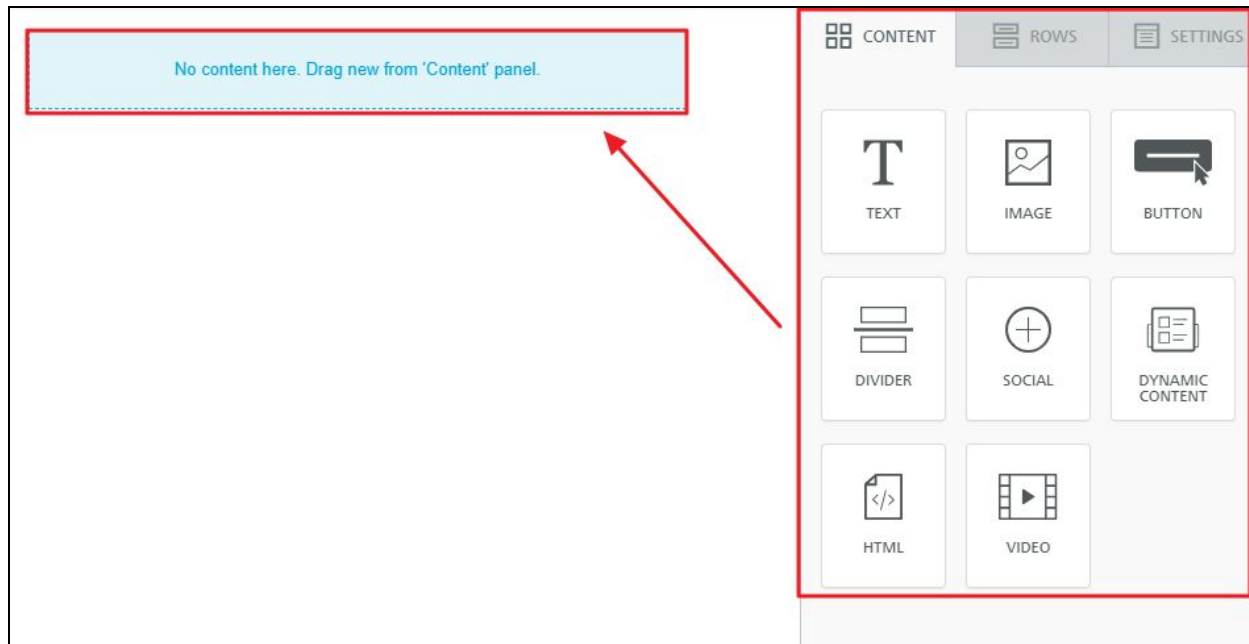 No content here. Drag new from 'Content' panel.
CONTENT
ROWS
SETTINGS
TEXT
IMAGE
BUTTON
DIVIDER
SOCIAL
DYNAMIC
CONTENT
HTML
VIDEO